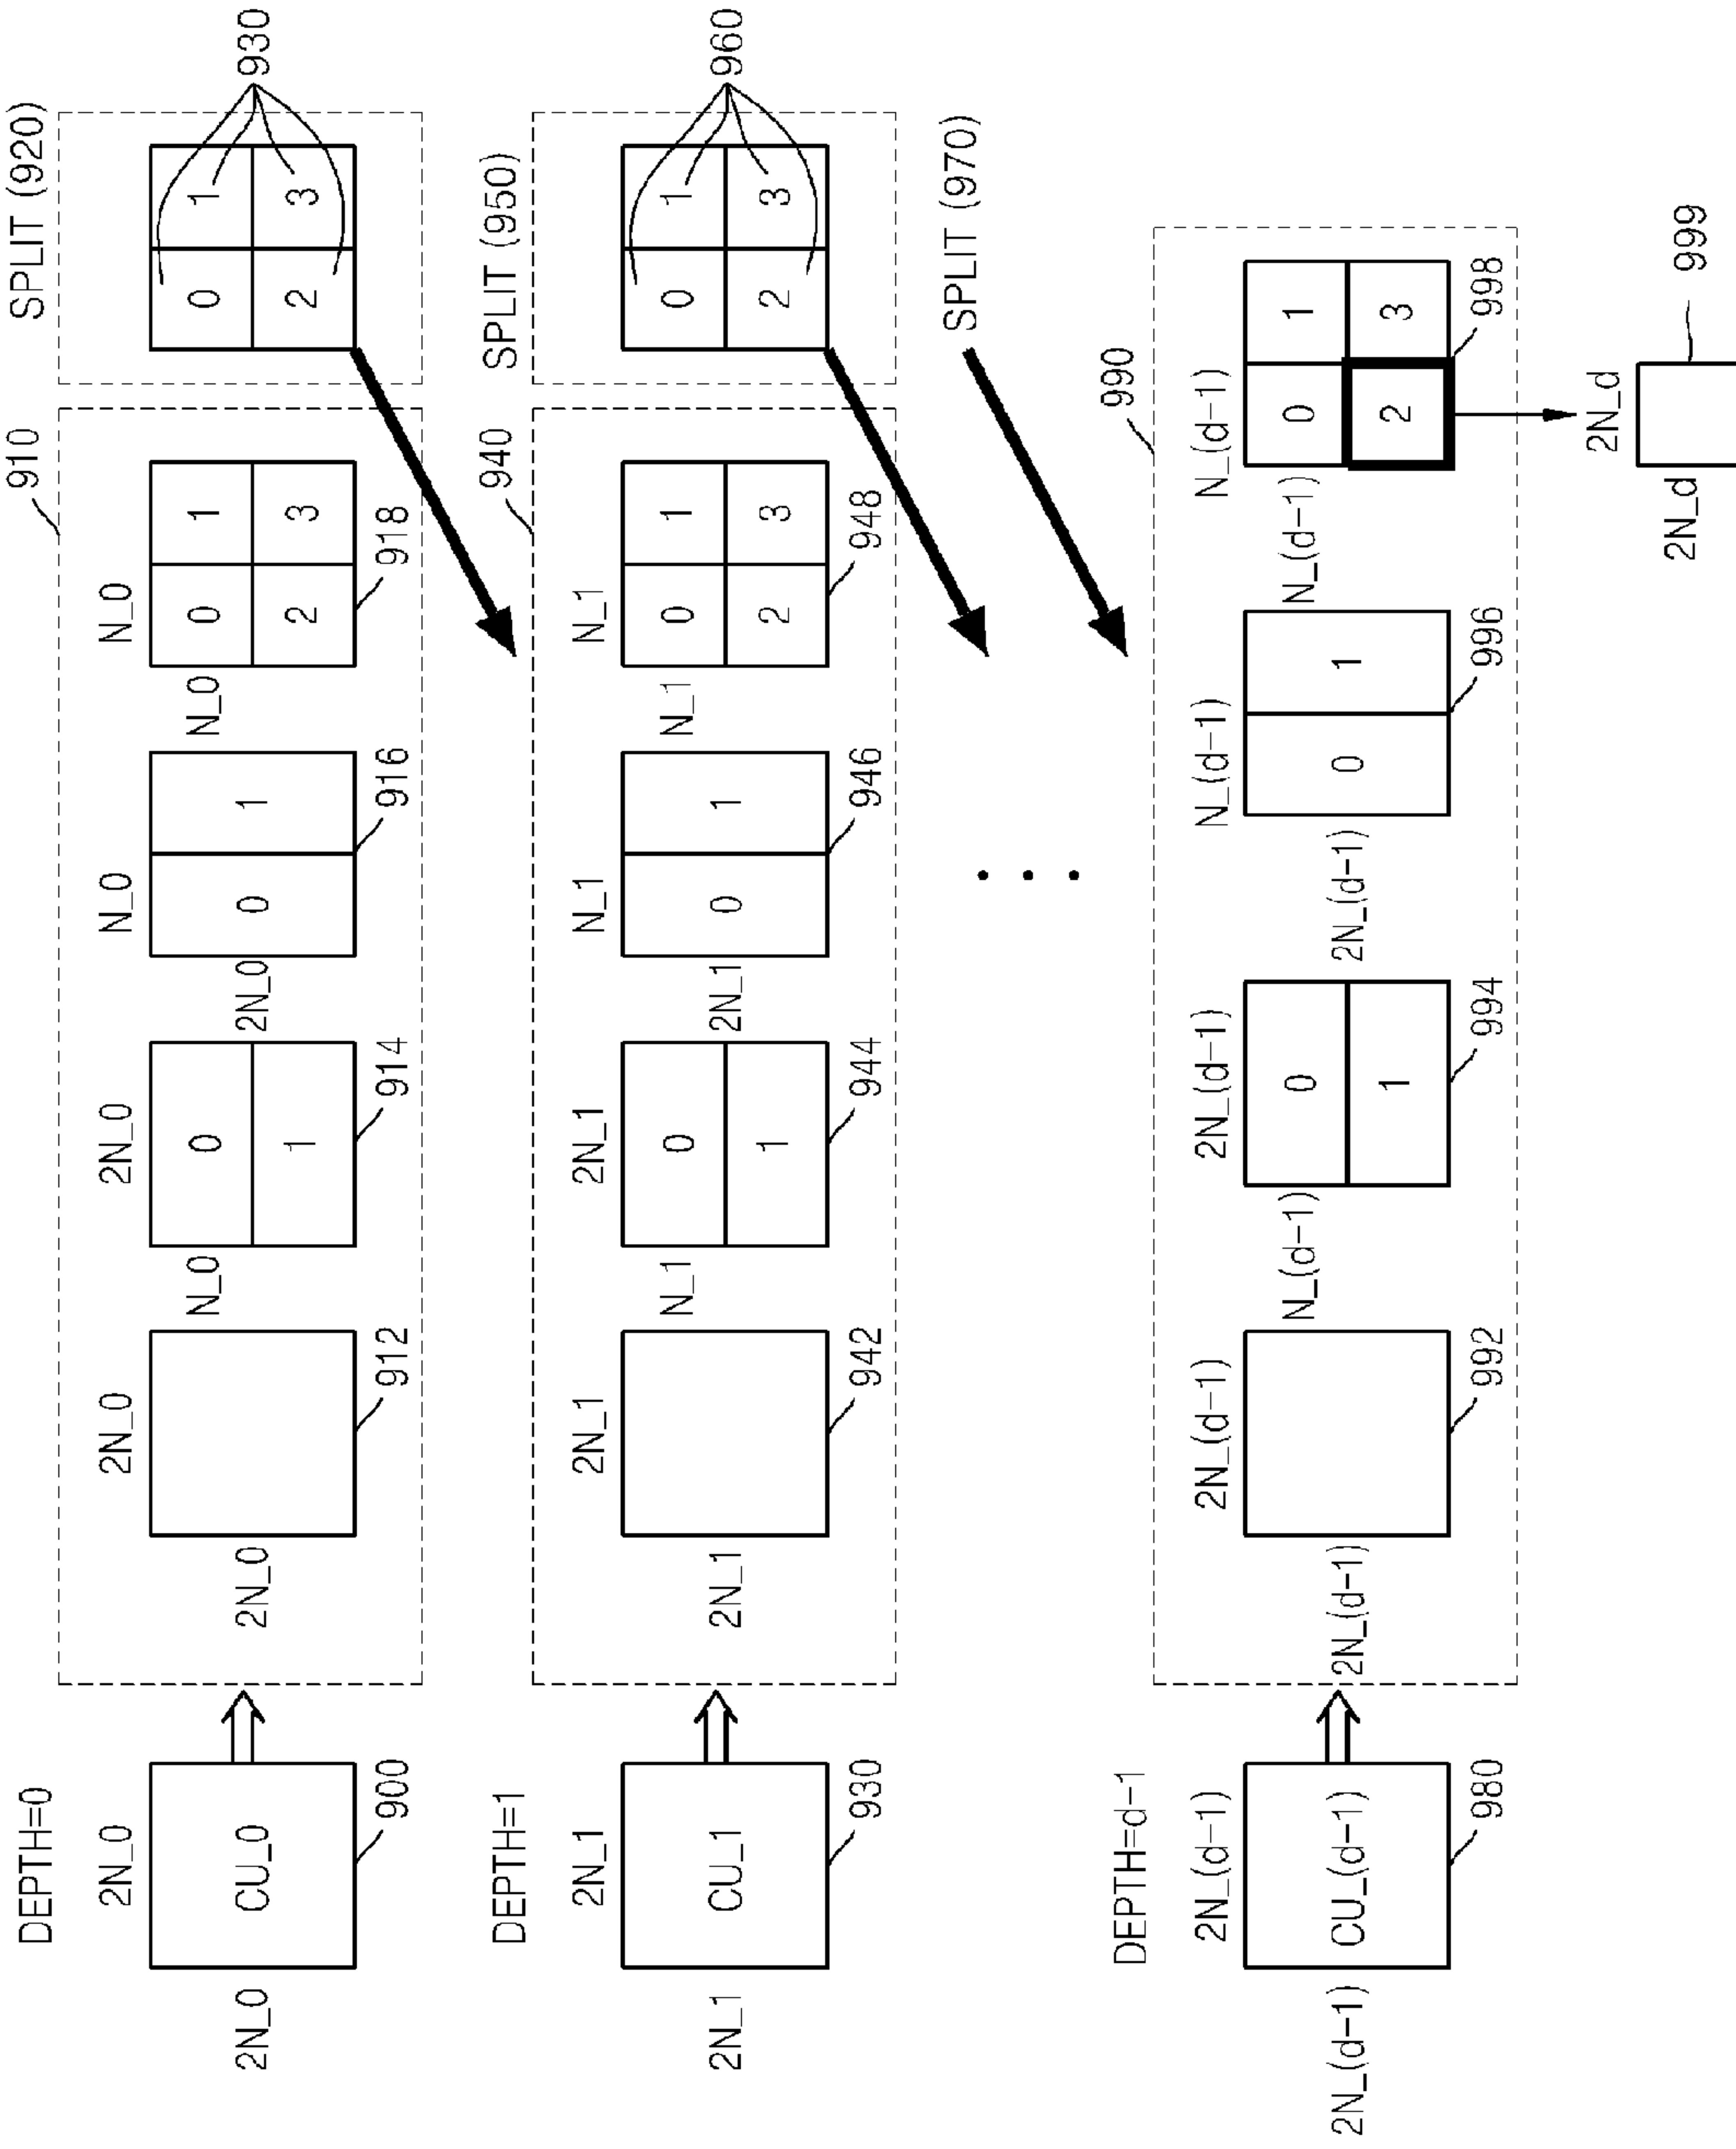 DEPTH=0
2N_0
2N_0
CU_0
900
910
2N_0
2N_0
912
2N_0
N_0
0
1
914
N_0
2N_0
0
1
916
N_0
N_0
0
1
2
3
918
SPLIT (920)
0
1
2
3
930
DEPTH=1
2N_1
2N_1
CU_1
930
940
2N_1
2N_1
942
2N_1
N_1
0
1
944
N_1
2N_1
0
1
946
N_1
N_1
0
1
2
3
948
SPLIT (950)
0
1
2
3
960
SPLIT (970)
DEPTH=d-1
2N_(d-1)
2N_(d-1)
CU_(d-1)
980
990
2N_(d-1)
2N_(d-1)
992
2N_(d-1)
N_(d-1)
0
1
994
N_(d-1)
2N_(d-1)
0
1
996
N_(d-1)
N_(d-1)
0
1
2
3
998
2N_d
2N_d
999